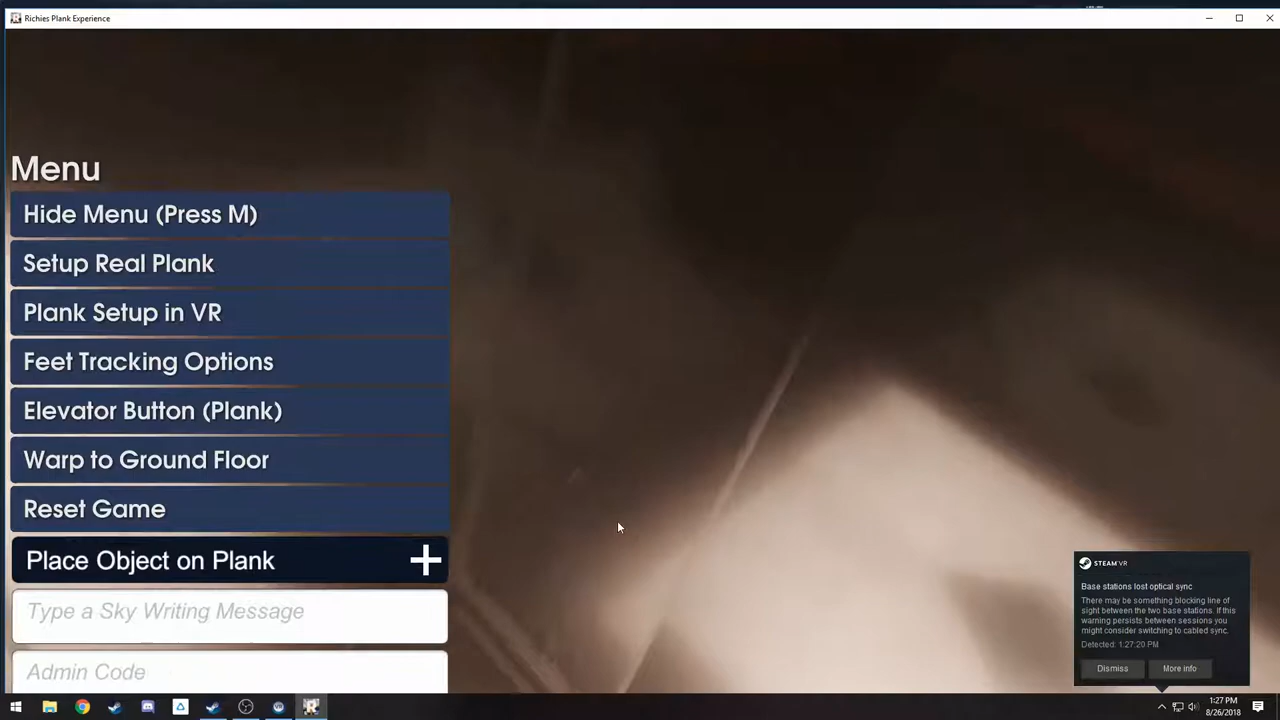 Richies Plank Experience
Menu
Hide Menu (Press M)
Setup Real Plank
Plank Setup in VR
Feet Tracking Options
Elevator Button (Plank)
Warp to Ground Floor
Reset Game
Place Object on Plank
Type a Sky Writing Message
Admin Code
STEAMVR
Base stations lost optical sync
There may be something blocking line of
sight between the two base stations. If this
warning persists between sessions you
might consider switching to cabled sync.
Detected: 1:27:20 PM
Dismiss
More info
1:27 PM
8/26/2018